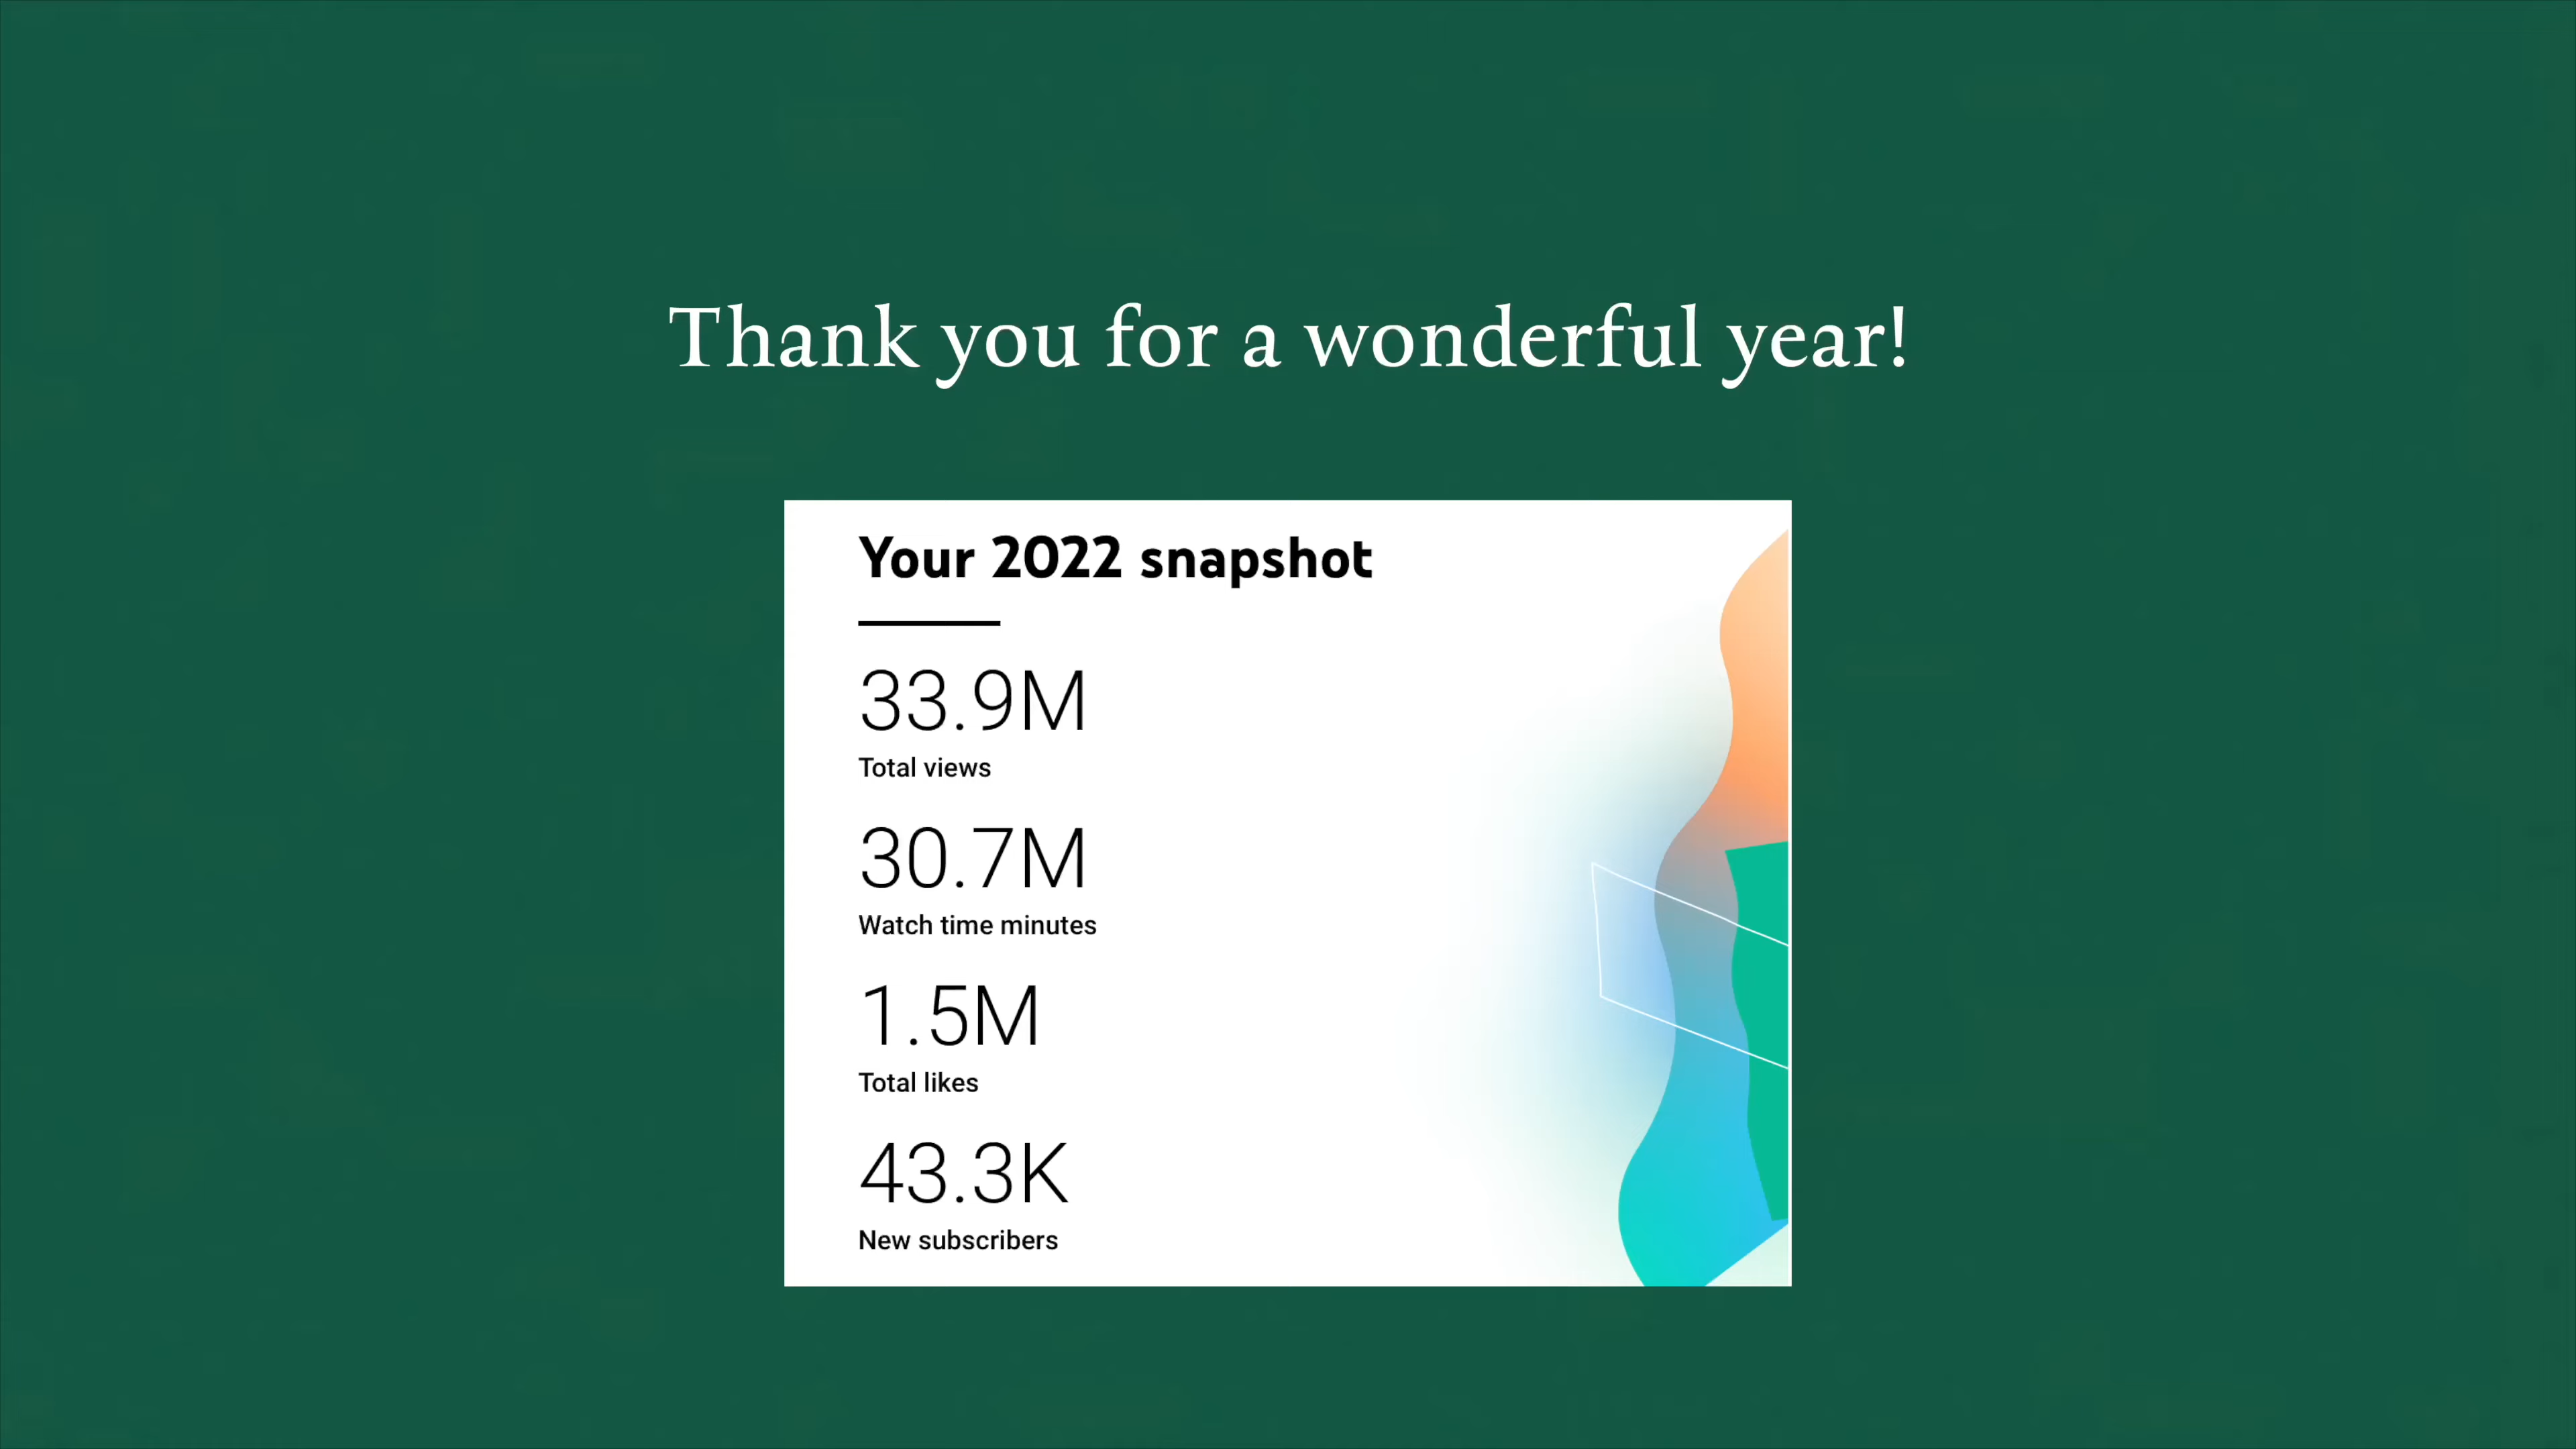 Thank you for a wonderful year!
Your 2022 snapshot
33.9M
Total views
30.7M
Watch time minutes
1.5M
Total likes
43.3K
New subscribers